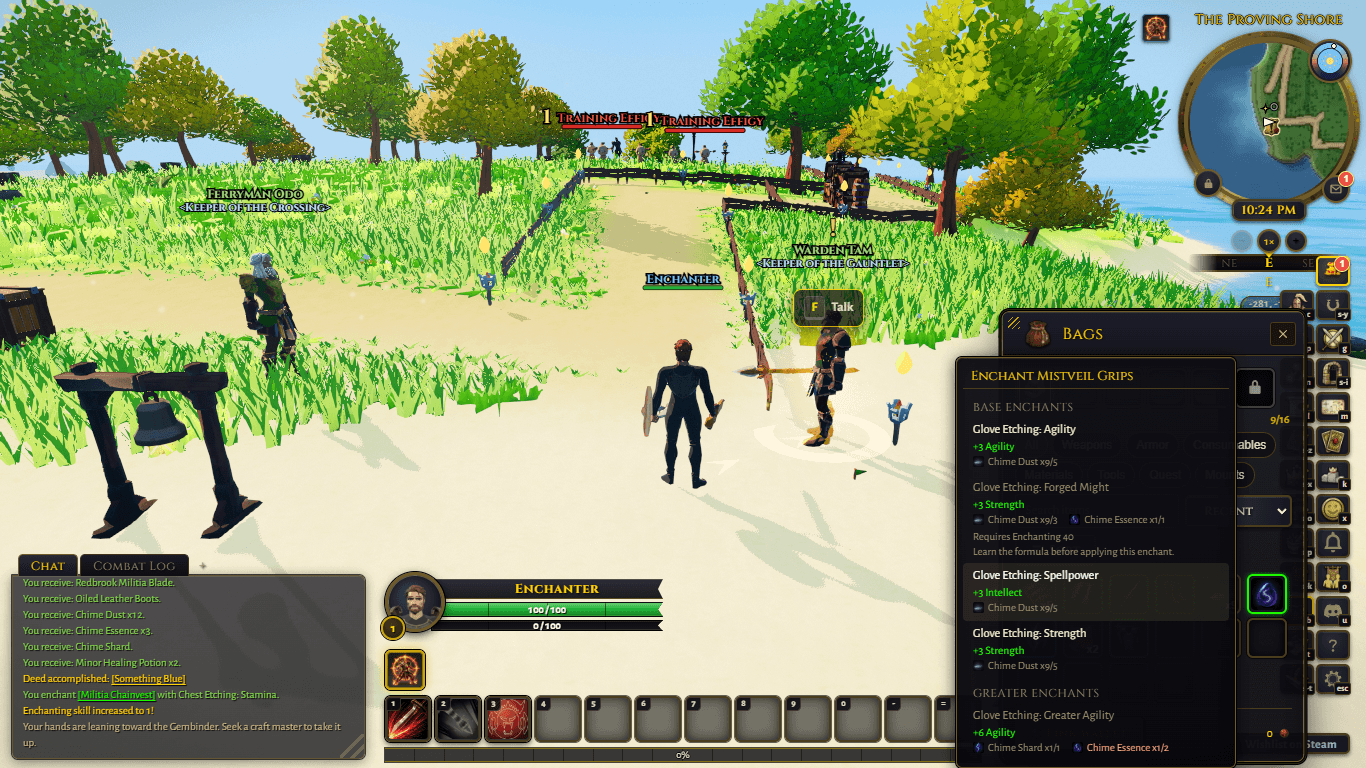 The Proving Shore
1 Training Effigy
1 Training Effigy
Ferryman Odo
<Keeper of the Crossing>
Warden Tam
<Keeper of the Gauntlet>
Enchanter
F Talk
1
10:24 PM
1x
NE E SE
1
-281,
Bags
9/16
Enchant Mistveil Grips
Base Enchants
Glove Etching: Agility
+3 Agility
Chime Dust x9/5
Glove Etching: Forged Might
+3 Strength
Chime Dust x9/3 Chime Essence x1/1
Requires Enchanting 40
Learn the formula before applying this enchant.
Glove Etching: Spellpower
+3 Intellect
Chime Dust x9/5
Glove Etching: Strength
+3 Strength
Chime Dust x9/5
Greater Enchants
Glove Etching: Greater Agility
+6 Agility
Chime Shard x1/1 Chime Essence x1/2
0
Steam
c
s-y
g
s-i
m
z
k
x
o
u
esc
Chat Combat Log +
You receive: Redbrook Militia Blade.
You receive: Oiled Leather Boots.
You receive: Chime Dust x12.
You receive: Chime Essence x3.
You receive: Chime Shard.
You receive: Minor Healing Potion x2.
Deed accomplished: [Something Blue]
You enchant [Militia Chainvest] with Chest Etching: Stamina.
Enchanting skill increased to 1!
Your hands are leaning toward the Gembinder. Seek a craft master to take it
up.
Enchanter
100/100
0/100
1
1 2 3 4 5 6 7 8 9 0 - =
0%